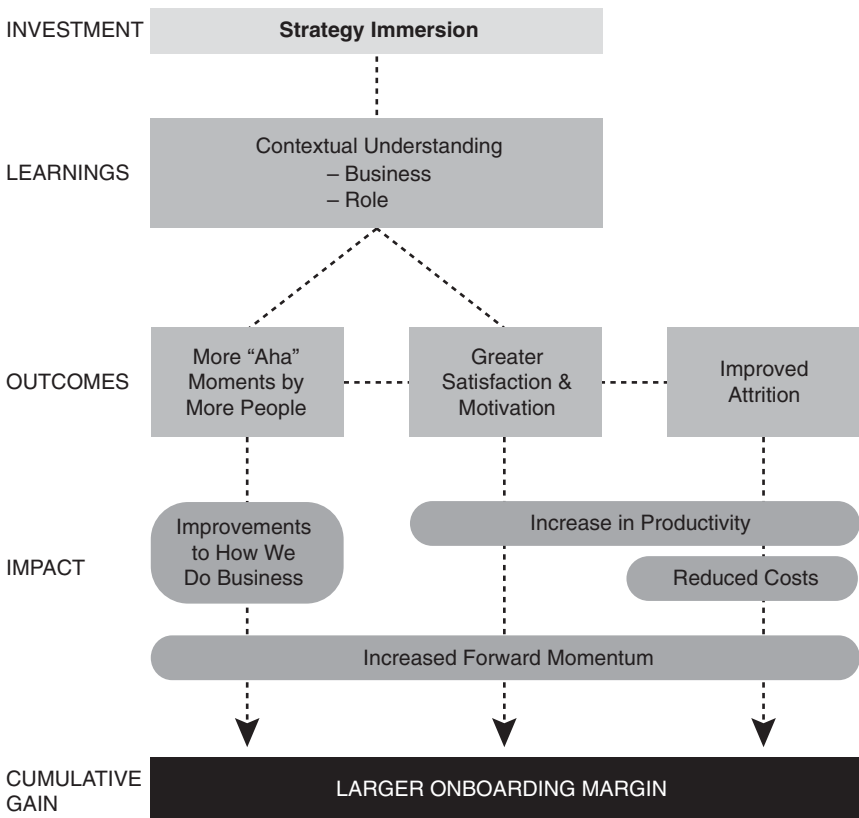 INVESTMENT
Strategy Immersion
LEARNINGS
Contextual Understanding
– Business
– Role
OUTCOMES
More “Aha”
Moments by
More People
Greater
Satisfaction &
Motivation
Improved
Attrition
IMPACT
Improvements
to How We
Do Business
Increase in Productivity
Reduced Costs
Increased Forward Momentum
CUMULATIVE
GAIN
LARGER ONBOARDING MARGIN